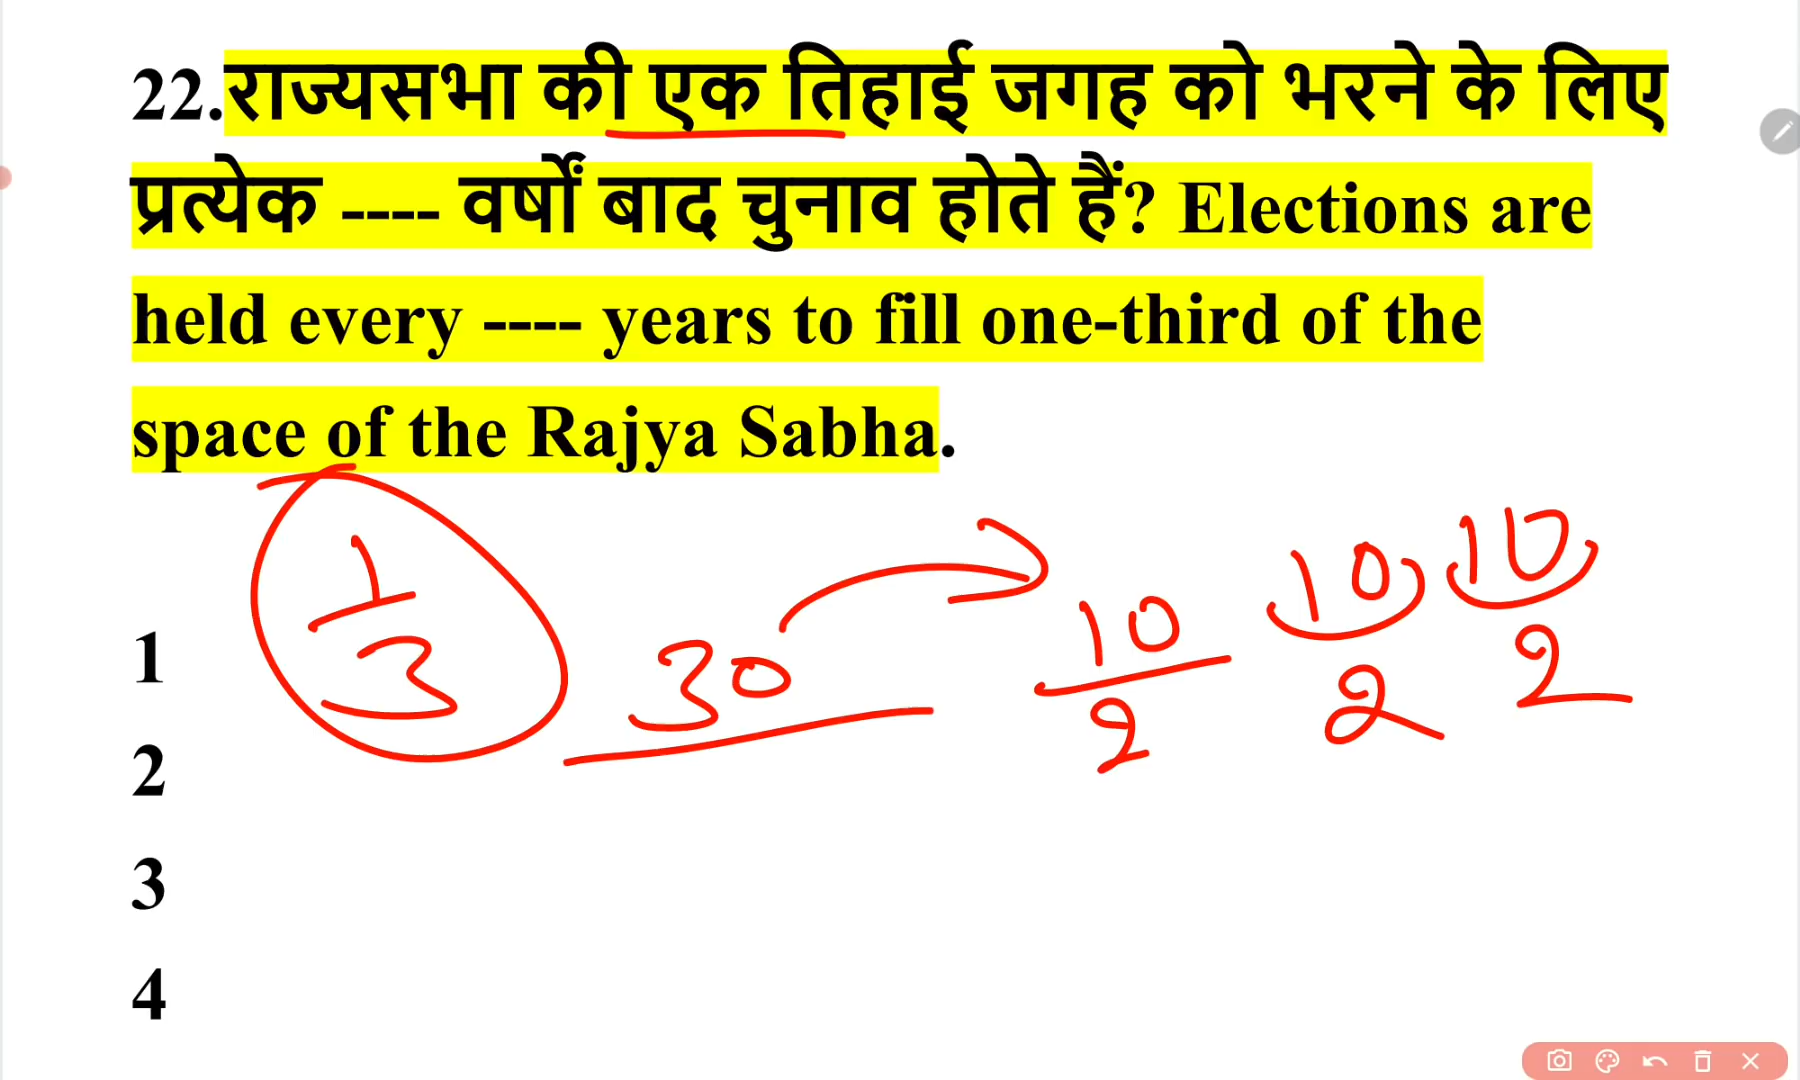 22.राज्यसभा की एक तिहाई जगह को भरने के लिए
प्रत्येक ---- वर्षों बाद चुनाव होते हैं? Elections are
held every ---- years to fill one-third of the
space of the Rajya Sabha.
1/3
30
10/2 10/2 10/2
1
2
3
4